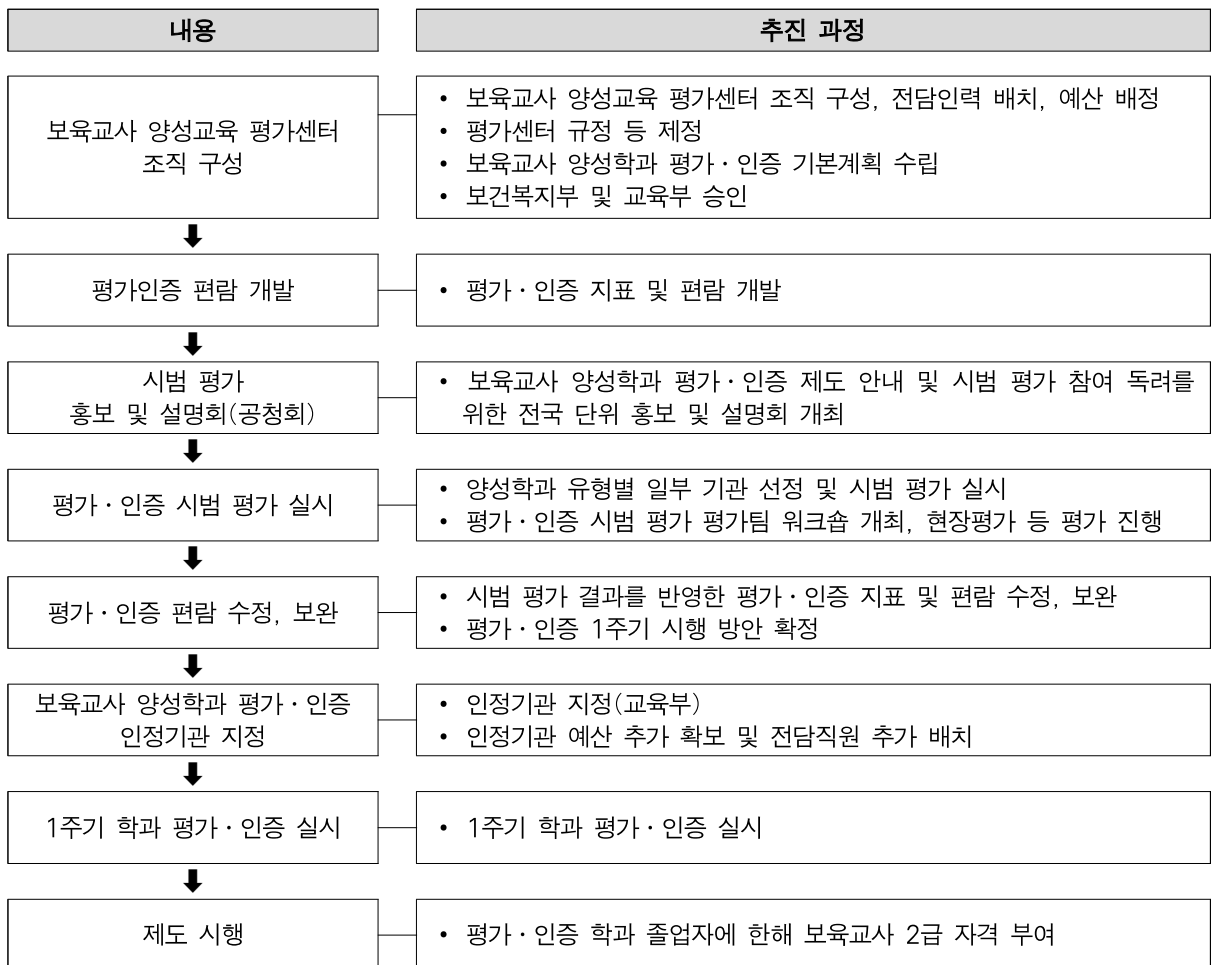 내용
추진 과정
보육교사 양성교육 평가센터
조직 구성
• 보육교사 양성교육 평가센터 조직 구성, 전담인력 배치, 예산 배정
• 평가센터 규정 등 제정
• 보육교사 양성학과 평가·인증 기본계획 수립
• 보건복지부 및 교육부 승인
평가인증 편람 개발
• 평가·인증 지표 및 편람 개발
시범 평가
홍보 및 설명회(공청회)
• 보육교사 양성학과 평가·인증 제도 안내 및 시범 평가 참여 독려를
위한 전국 단위 홍보 및 설명회 개최
평가·인증 시범 평가 실시
• 양성학과 유형별 일부 기관 선정 및 시범 평가 실시
• 평가·인증 시범 평가 평가팀 워크숍 개최, 현장평가 등 평가 진행
평가·인증 편람 수정, 보완
• 시범 평가 결과를 반영한 평가·인증 지표 및 편람 수정, 보완
• 평가·인증 1주기 시행 방안 확정
보육교사 양성학과 평가·인증
인정기관 지정
• 인정기관 지정(교육부)
• 인정기관 예산 추가 확보 및 전담직원 추가 배치
1주기 학과 평가·인증 실시
• 1주기 학과 평가·인증 실시
제도 시행
• 평가·인증 학과 졸업자에 한해 보육교사 2급 자격 부여